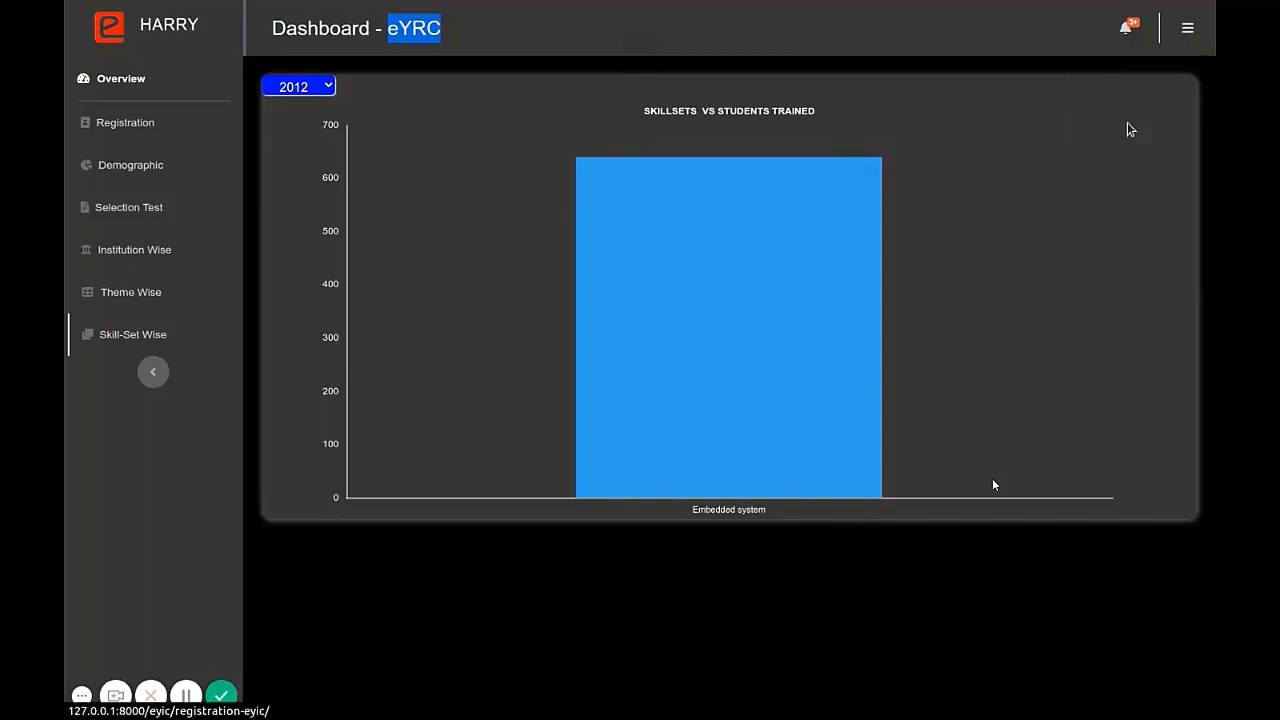 HARRY
Dashboard - eYRC
3+
Overview
Registration
Demographic
Selection Test
Institution Wise
Theme Wise
Skill-Set Wise
2012
SKILLSETS VS STUDENTS TRAINED
700
600
500
400
300
200
100
0
Embedded system
127.0.0.1:8000/eyic/registration-eyic/